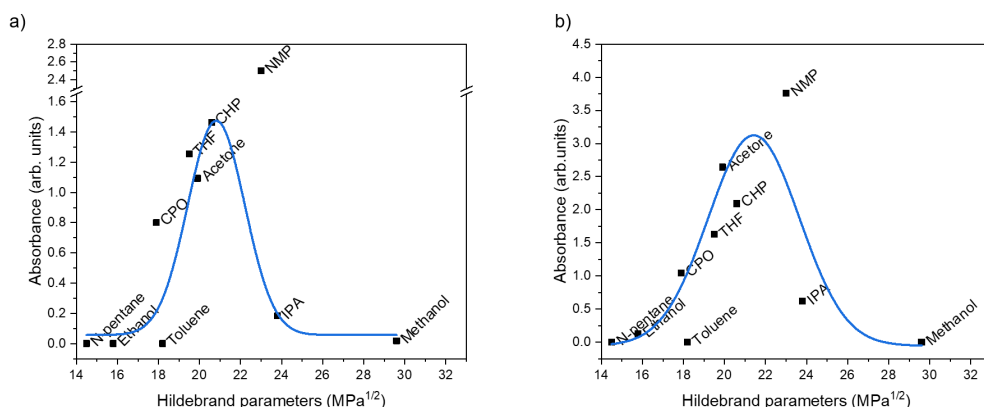 a)
2.8
2.6
2.4
1.6
1.4
1.2
1.0
0.8
0.6
0.4
0.2
0.0
Absorbance (arb. units)
NMP
CHP
THF
Acetone
CPO
IPA
N-pentane
Ethanol
Toluene
Methanol
14 16 18 20 22 24 26 28 30 32
Hildebrand parameters (MPa^1/2)
b)
4.5
4.0
3.5
3.0
2.5
2.0
1.5
1.0
0.5
0.0
Absorbance (arb.units)
NMP
Acetone
CHP
THF
CPO
IPA
N-pentane
Ethanol
Toluene
Methanol
14 16 18 20 22 24 26 28 30 32
Hildebrand parameters (MPa^1/2)